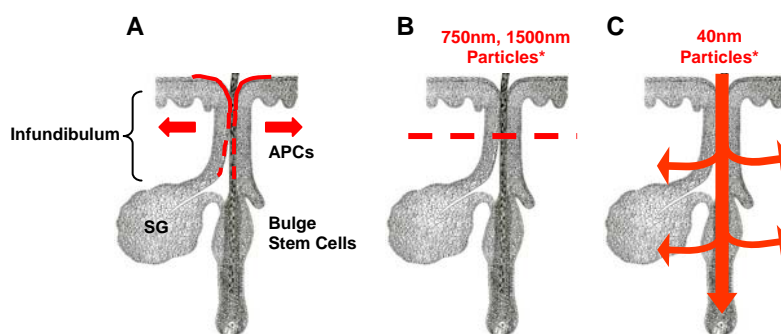 A
B
C
750nm, 1500nm
Particles*
40nm
Particles*
Infundibulum
APCs
SG
Bulge
Stem Cells